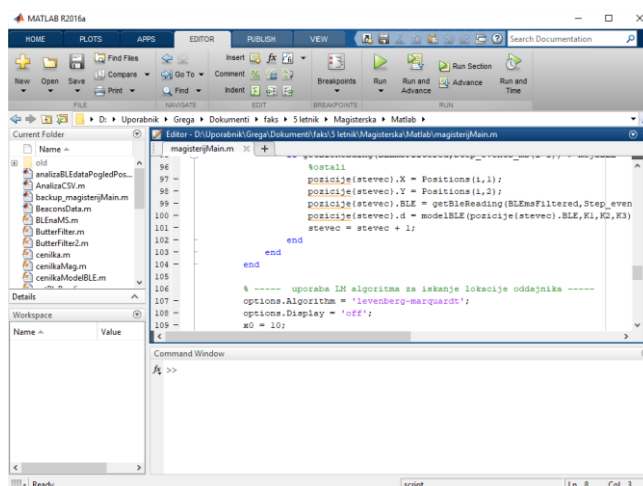 MATLAB R2016a
HOME PLOTS APPS EDITOR PUBLISH VIEW Search Documentation
New Open Save Find Files Compare Print Go To Find Insert fx Comment Indent Breakpoints Run Run and Advance Run Section Advance Run and Time
FILE NAVIGATE EDIT BREAKPOINTS RUN
D: ▸ Uporabnik ▸ Grega ▸ Dokumenti ▸ faks ▸ 5 letnik ▸ Magisterska ▸ Matlab ▸
Current Folder
Name
old
analizaBLEdataPogledPos...
AnalizaCSV.m
backup_magisterijMain.m
BeaconsData.m
BLEnaMS.m
ButterFilter.m
ButterFilter2.m
cenilka.m
cenilkaMag.m
cenilkaModelBLE.m
Details
Workspace
Name Value
Editor - D:\Uporabnik\Grega\Dokumenti\faks\5 letnik\Magisterska\Matlab\magisterijMain.m
magisterijMain.m
96 %ostali
97 - pozicije(stevec).X = Positions(i,1);
98 - pozicije(stevec).Y = Positions(i,2);
99 - pozicije(stevec).BLE = getBleReading(BLEmsFiltered,Step_even
100 - pozicije(stevec).d = modelBLE(pozicije(stevec).BLE,K1,K2,K3)
101 - stevec = stevec + 1;
102 - end
103 - end
104 - end
105
106 % ----- uporaba LM algoritma za iskanje lokacije oddajnika -----
107 - options.Algorithm = 'levenberg-marquardt';
108 - options.Display = 'off';
109 - x0 = 10;
Command Window
fx >>
Ready script Ln 8 Col 3